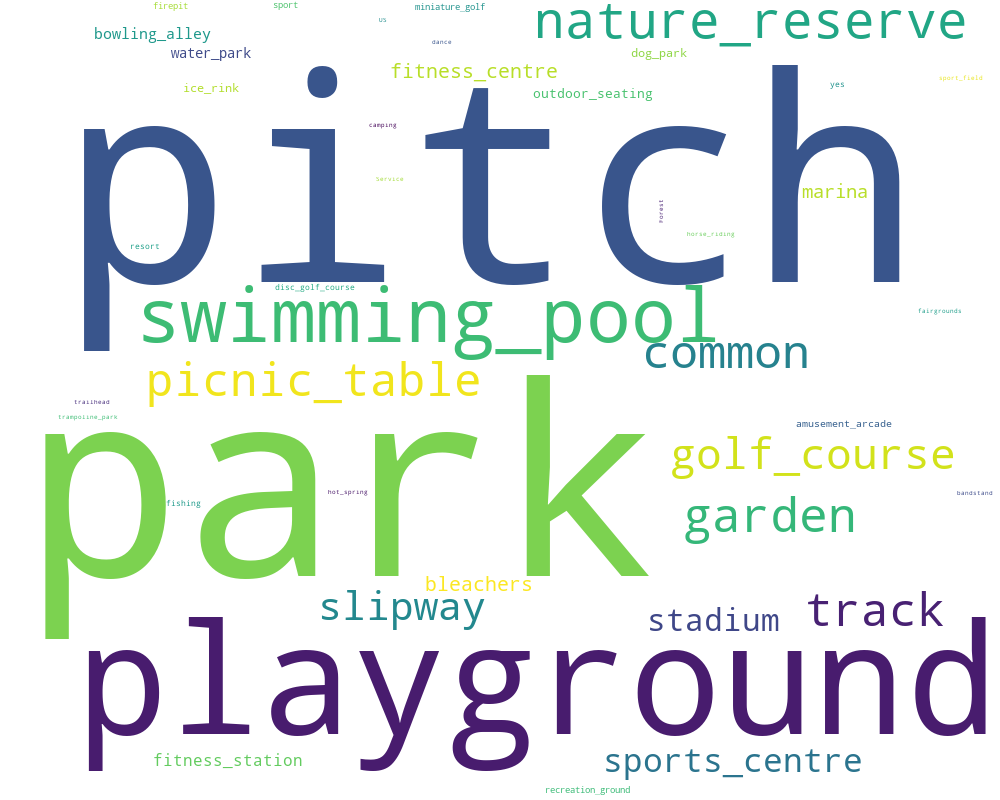 firepit
sport
miniature_golf
nature_reserve
us
bowling_alley
dance
water_park
dog_park
fitness_centre
sport_field
ice_rink
outdoor_seating
yes
pitch
camping
Service
marina
Forest
horse_riding
resort
disc_golf_course
swimming_pool
fairgrounds
common
picnic_table
trailhead
trampoline_park
amusement_arcade
park
golf_course
hot_spring
bandstand
fishing
garden
bleachers
slipway
track
stadium
playground
fitness_station
sports_centre
recreation_ground